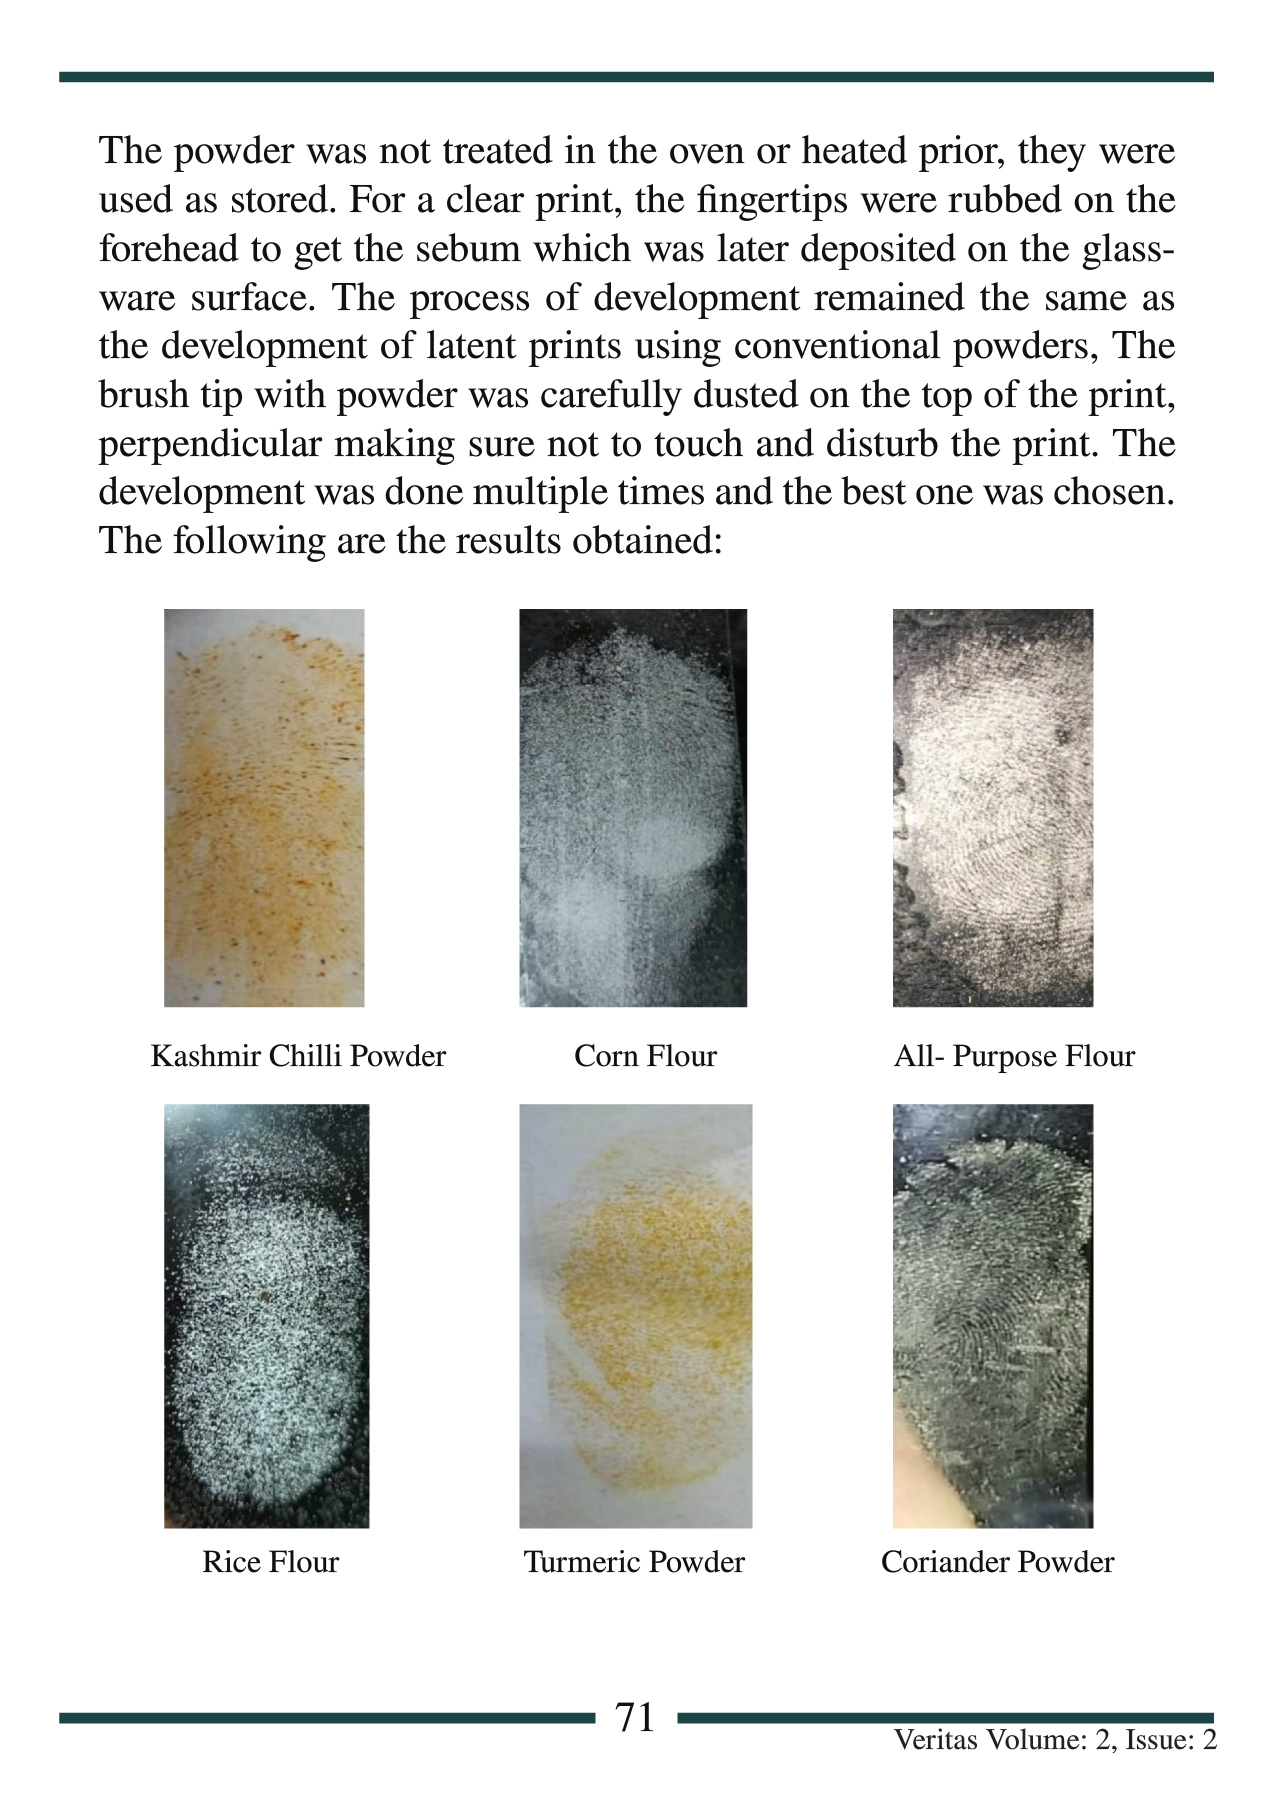 The powder was not treated in the oven or heated prior, they were
used as stored. For a clear print, the fingertips were rubbed on the
forehead to get the sebum which was later deposited on the glass-
ware surface. The process of development remained the same as
the development of latent prints using conventional powders, The
brush tip with powder was carefully dusted on the top of the print,
perpendicular making sure not to touch and disturb the print. The
development was done multiple times and the best one was chosen.
The following are the results obtained:
Kashmir Chilli Powder
Corn Flour
All- Purpose Flour
Rice Flour
Turmeric Powder
Coriander Powder
71
Veritas Volume: 2, Issue: 2